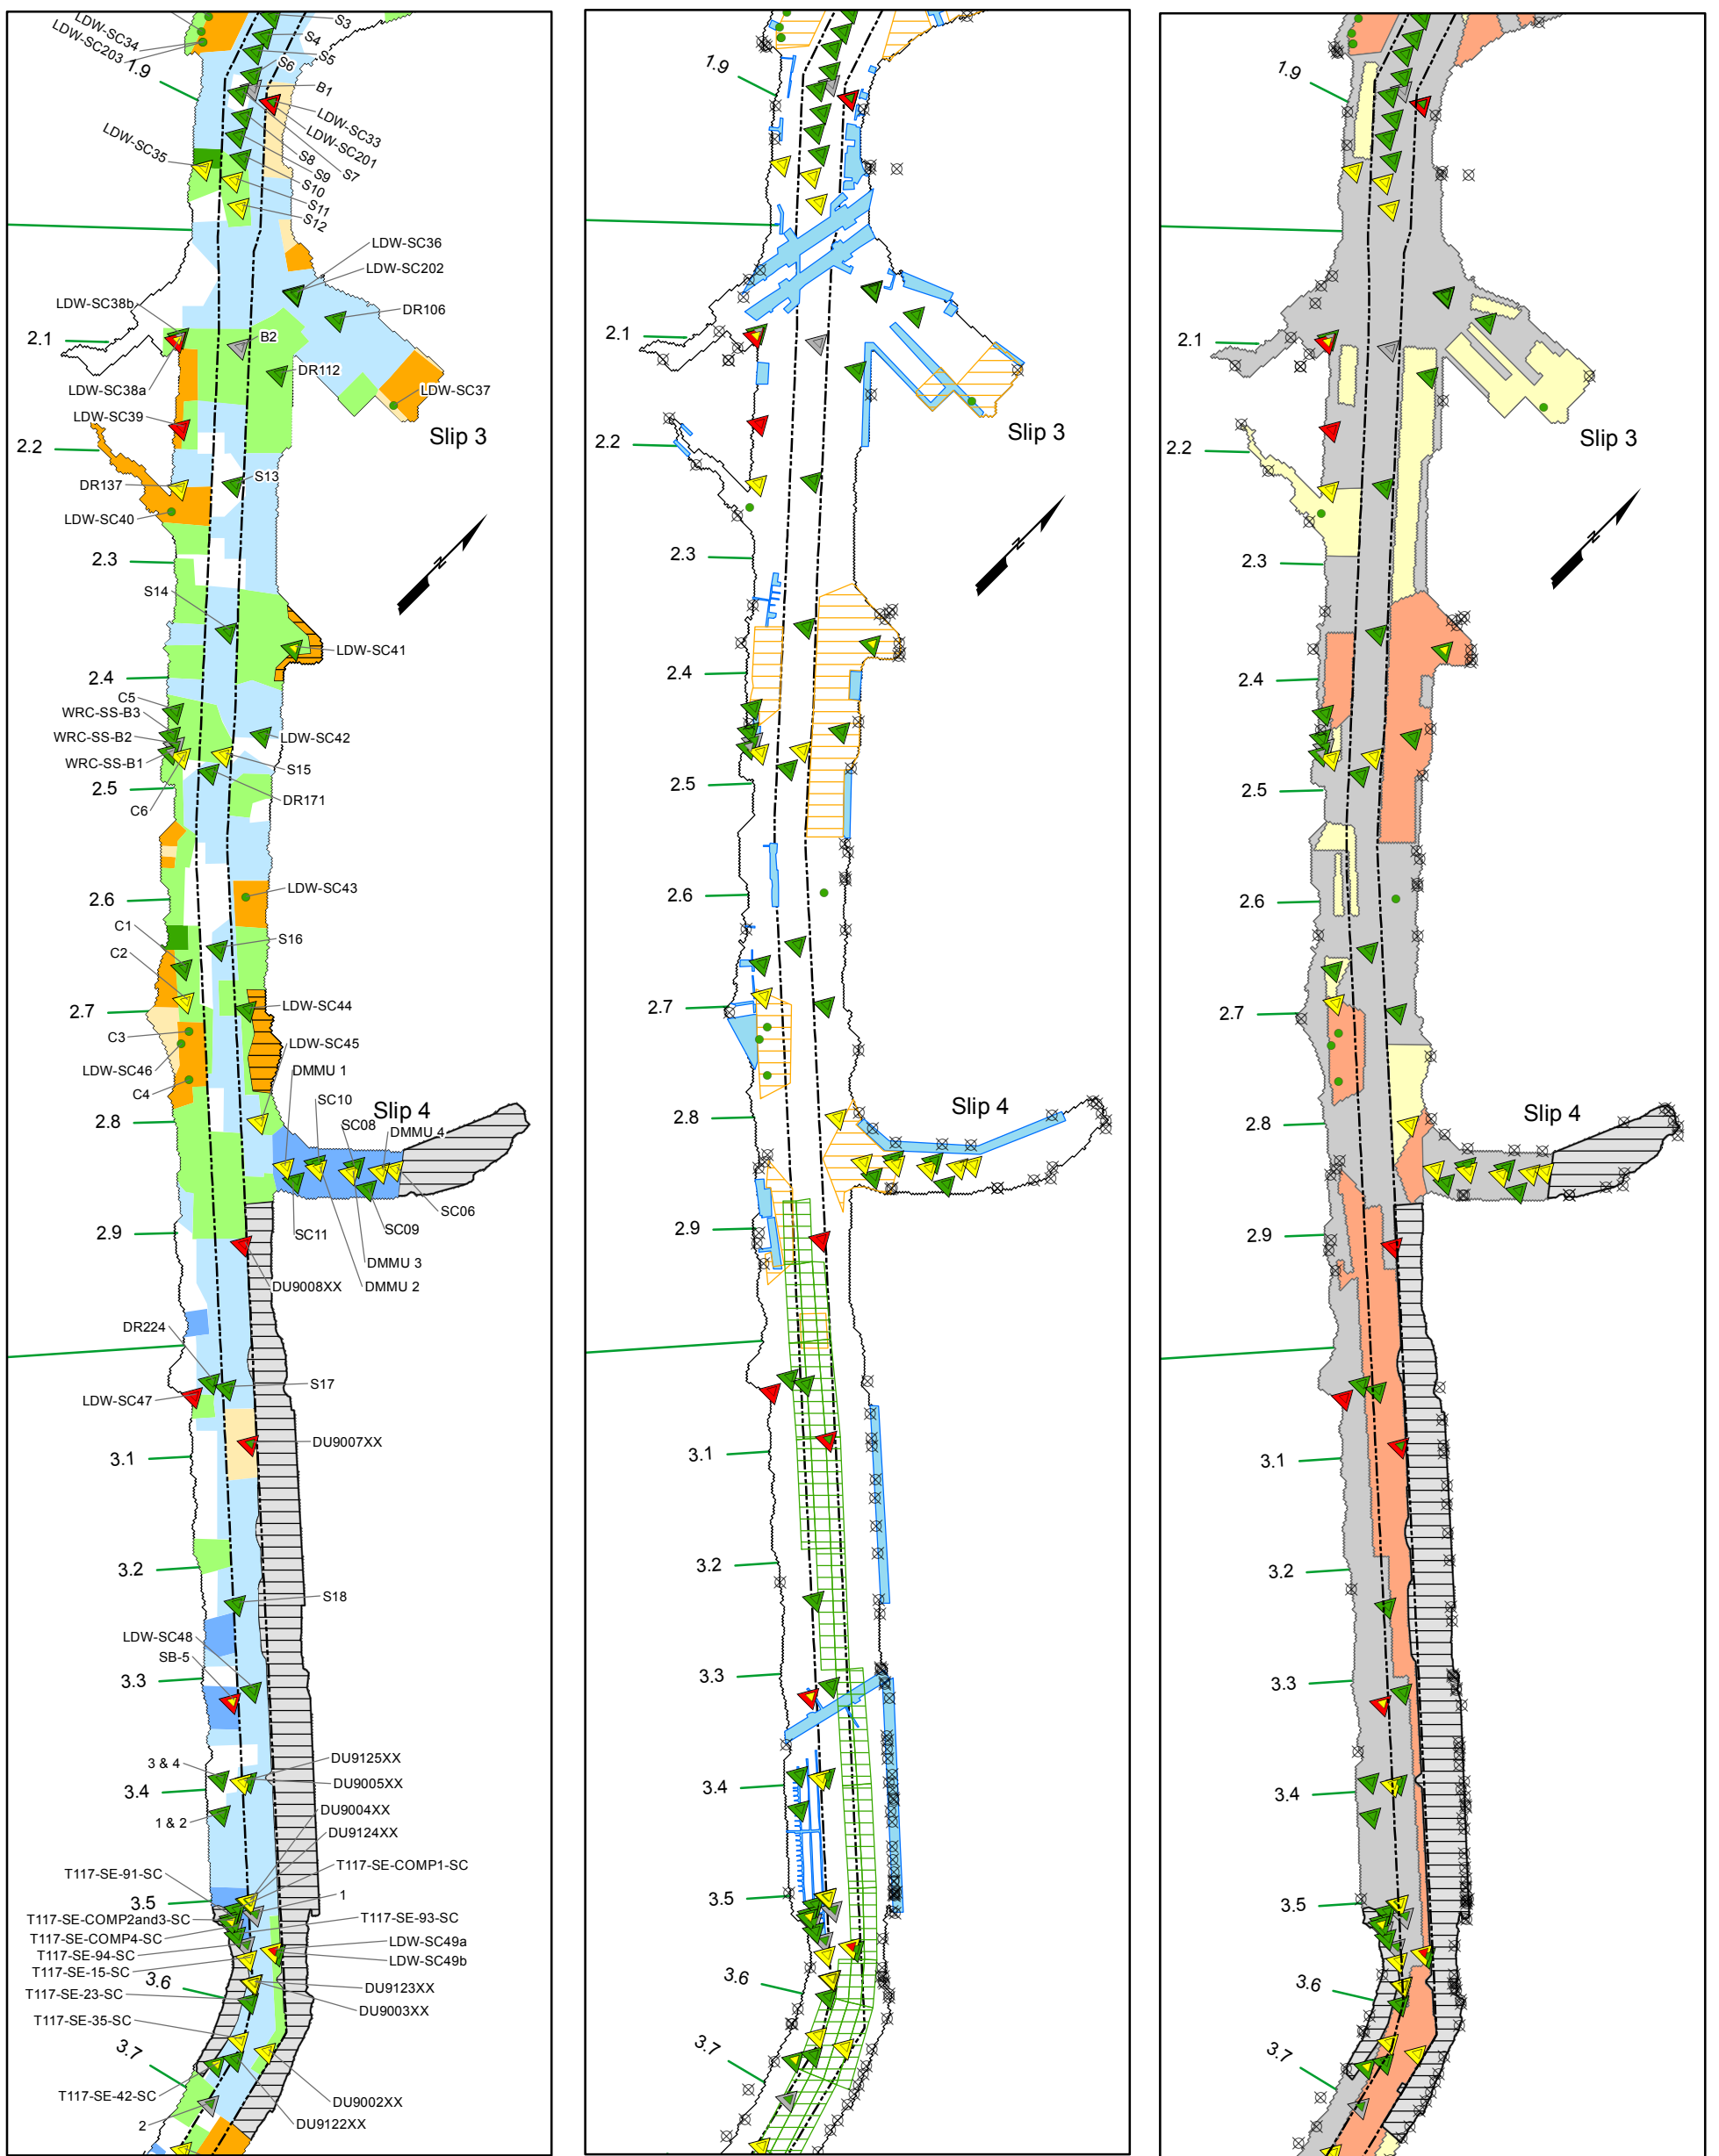 LDW-SC34
LDW-SC203
1.9
S3
S4
S5
S6
B1
LDW-SC33
LDW-SC201
S7
S8
S9
S10
S11
S12
LDW-SC35
LDW-SC36
LDW-SC202
DR106
LDW-SC38b
2.1
B2
DR112
LDW-SC38a
LDW-SC37
LDW-SC39
Slip 3
2.2
DR137
S13
LDW-SC40
N
2.3
S14
LDW-SC41
2.4
C5
WRC-SS-B3
WRC-SS-B2
LDW-SC42
WRC-SS-B1
S15
2.5
DR171
C6
LDW-SC43
2.6
C1
S16
C2
LDW-SC44
2.7
C3
LDW-SC45
LDW-SC46
DMMU 1
C4
SC10
Slip 4
2.8
SC08
DMMU 4
SC06
SC09
2.9
SC11
DMMU 3
DU9008XX
DMMU 2
DR224
S17
LDW-SC47
DU9007XX
3.1
3.2
S18
LDW-SC48
SB-5
3.3
DU9125XX
3 & 4
DU9005XX
3.4
DU9004XX
1 & 2
DU9124XX
T117-SE-COMP1-SC
T117-SE-91-SC
1
3.5
T117-SE-COMP2and3-SC
T117-SE-93-SC
T117-SE-COMP4-SC
LDW-SC49a
T117-SE-94-SC
LDW-SC49b
T117-SE-15-SC
3.6
DU9123XX
T117-SE-23-SC
DU9003XX
T117-SE-35-SC
3.7
T117-SE-42-SC
DU9002XX
2
DU9122XX
1.9
2.1
Slip 3
2.2
N
2.3
2.4
2.5
2.6
2.7
2.8
Slip 4
2.9
3.1
3.2
3.3
3.4
3.5
3.6
3.7
1.9
2.1
Slip 3
2.2
N
2.3
2.4
2.5
2.6
2.7
2.8
Slip 4
2.9
3.1
3.2
3.3
3.4
3.5
3.6
3.7